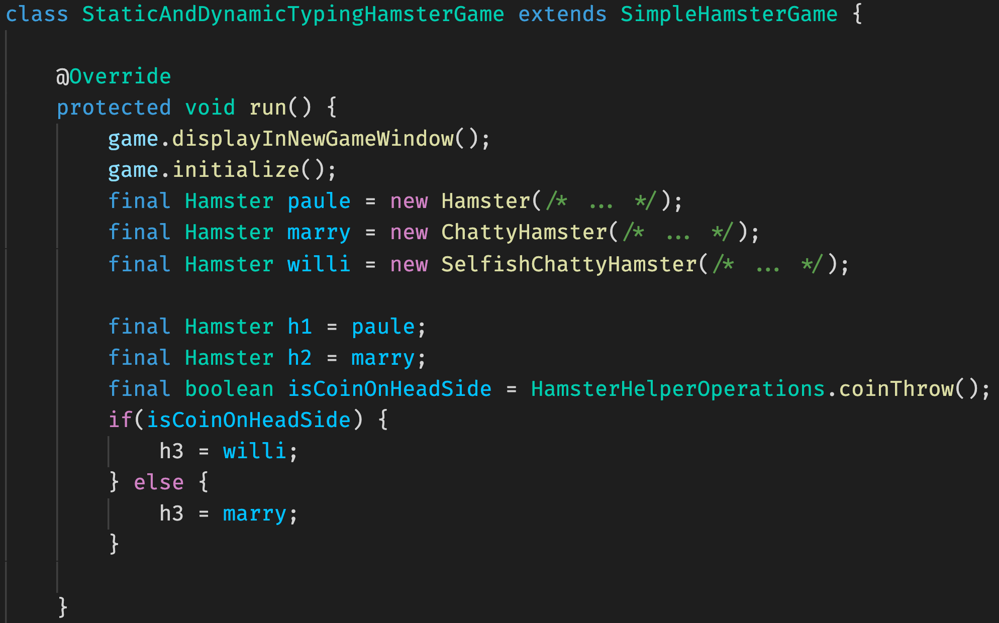 class StaticAndDynamicTypingHamsterGame extends SimpleHamsterGame {
@Override
protected void run() {
game.displayInNewGameWindow();
game.initialize();
final Hamster paule = new Hamster(/* ... */);
final Hamster marry = new ChattyHamster(/* ... */);
final Hamster willi = new SelfishChattyHamster(/* ... */);
final Hamster h1 = paule;
final Hamster h2 = marry;
final boolean isCoinOnHeadSide = HamsterHelperOperations.coinThrow();
if(isCoinOnHeadSide) {
h3 = willi;
} else {
h3 = marry;
}
}